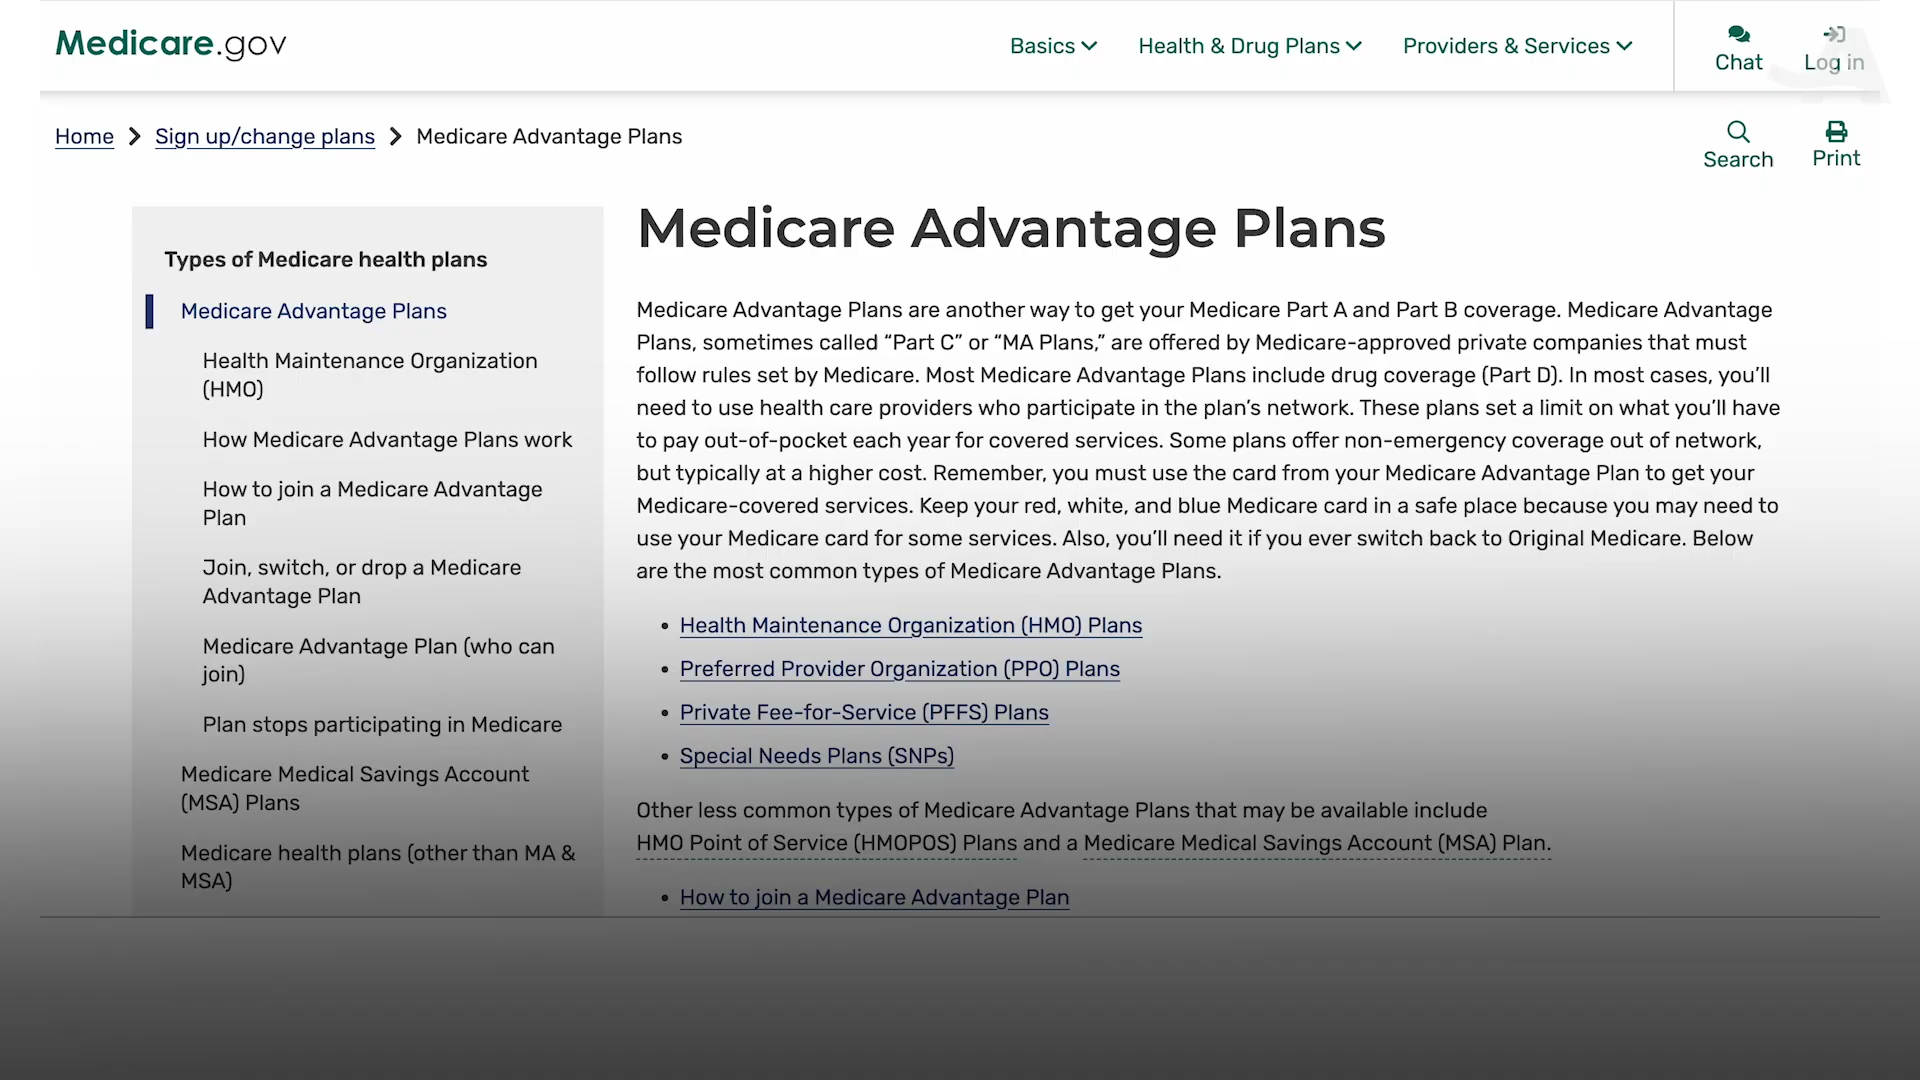 Medicare.gov
Basics
Health & Drug Plans
Providers & Services
Chat
Log in
Home
Sign up/change plans
Medicare Advantage Plans
Search
Print
Types of Medicare health plans
Medicare Advantage Plans
Health Maintenance Organization
(HMO)
How Medicare Advantage Plans work
How to join a Medicare Advantage
Plan
Join, switch, or drop a Medicare
Advantage Plan
Medicare Advantage Plan (who can
join)
Plan stops participating in Medicare
Medicare Medical Savings Account
(MSA) Plans
Medicare health plans (other than MA &
MSA)
Medicare Advantage Plans
Medicare Advantage Plans are another way to get your Medicare Part A and Part B coverage. Medicare Advantage
Plans, sometimes called “Part C” or “MA Plans,” are offered by Medicare-approved private companies that must
follow rules set by Medicare. Most Medicare Advantage Plans include drug coverage (Part D). In most cases, you’ll
need to use health care providers who participate in the plan’s network. These plans set a limit on what you’ll have
to pay out-of-pocket each year for covered services. Some plans offer non-emergency coverage out of network,
but typically at a higher cost. Remember, you must use the card from your Medicare Advantage Plan to get your
Medicare-covered services. Keep your red, white, and blue Medicare card in a safe place because you may need to
use your Medicare card for some services. Also, you’ll need it if you ever switch back to Original Medicare. Below
are the most common types of Medicare Advantage Plans.
• Health Maintenance Organization (HMO) Plans
• Preferred Provider Organization (PPO) Plans
• Private Fee-for-Service (PFFS) Plans
• Special Needs Plans (SNPs)
Other less common types of Medicare Advantage Plans that may be available include
HMO Point of Service (HMOPOS) Plans and a Medicare Medical Savings Account (MSA) Plan.
• How to join a Medicare Advantage Plan